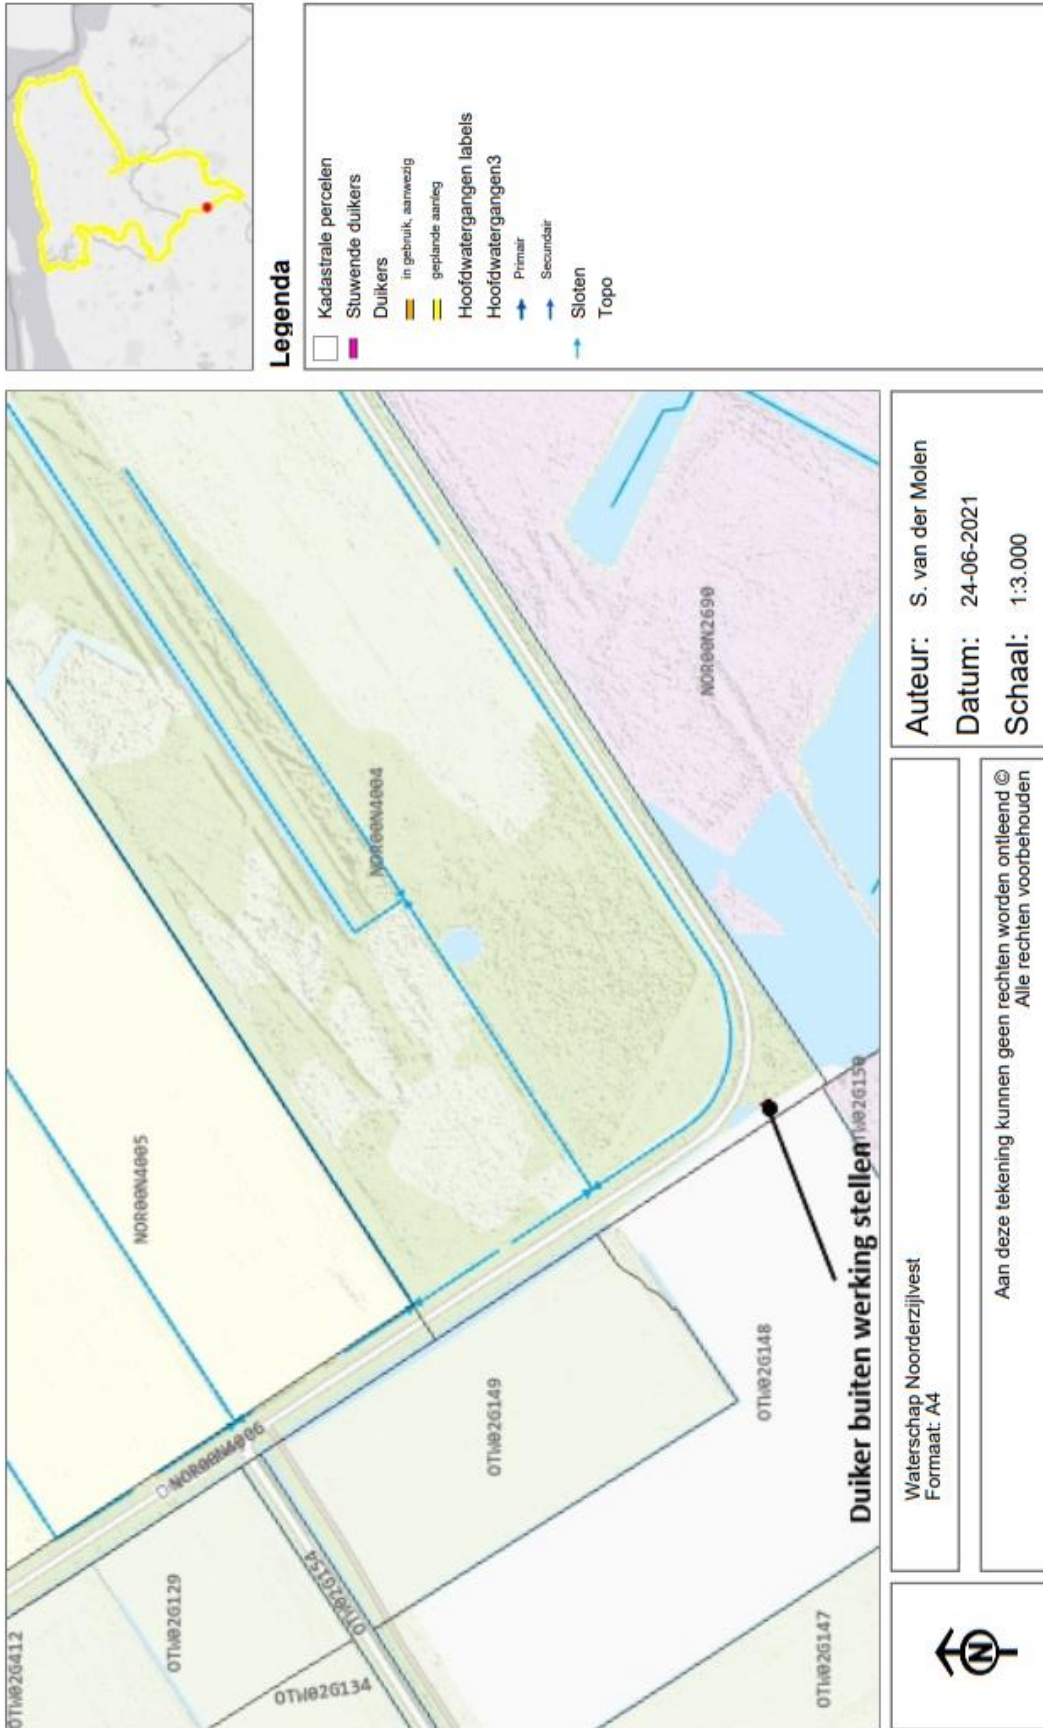 Legenda
Kadastrale percelen
Stuwende duikers
Duikers
in gebruik, aanwezig
geplande aanleg
Hoofdwatergangen labels
Hoofdwatergangen3
Primair
Secundair
Sloten
Topo
OTW02G412
OTW02G129
OTW02G134
OTW02G154
NOR00N4006
NOR00N4005
NOR00N4004
NOR00N2690
OTW02G149
OTW02G148
OTW02G147
OTW02G150
Duiker buiten werking stellen
N
Waterschap Noorderzijlvest
Formaat: A4
Aan deze tekening kunnen geen rechten worden ontleend ©
Alle rechten voorbehouden
Auteur: S. van der Molen
Datum: 24-06-2021
Schaal: 1:3.000